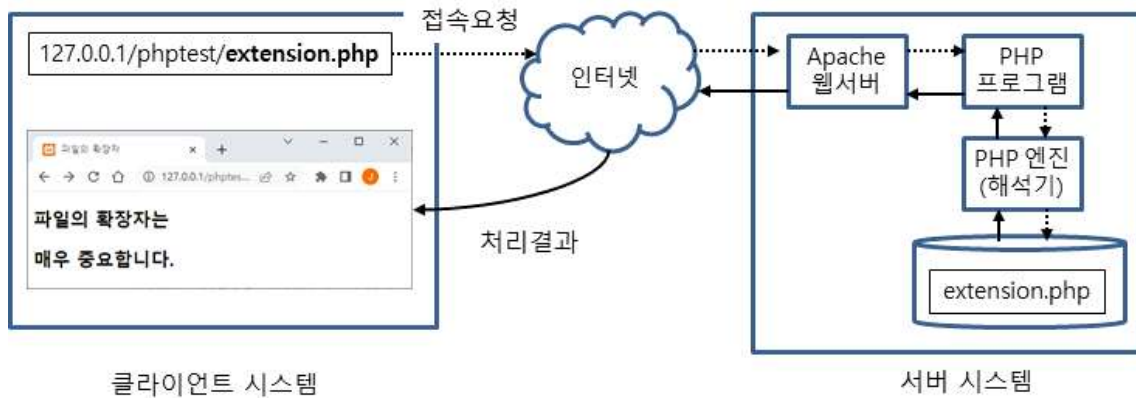 접속요청
127.0.0.1/phptest/extension.php
인터넷
Apache
웹서버
PHP
프로그램
파일의 확장자
127.0.0.1/phptes...
J
파일의 확장자는
매우 중요합니다.
처리결과
PHP 엔진
(해석기)
extension.php
클라이언트 시스템
서버 시스템